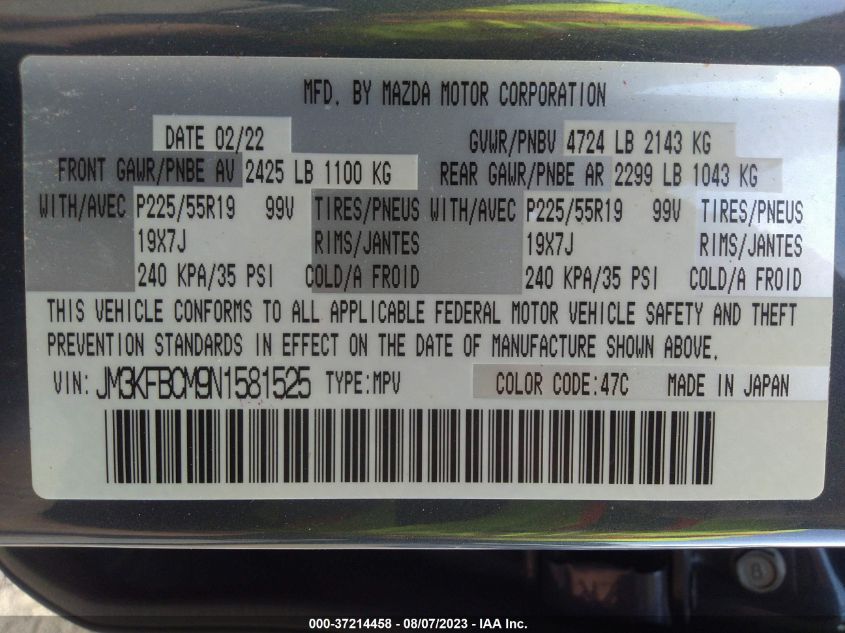 MFD. BY MAZDA MOTOR CORPORATION
DATE 02/22 GVWR/PNBV 4724 LB 2143 KG
FRONT GAWR/PNBE AV 2425 LB 1100 KG REAR GAWR/PNBE AR 2299 LB 1043 KG
WITH/AVEC P225/55R19 99V TIRES/PNEUS WITH/AVEC P225/55R19 99V TIRES/PNEUS
19X7J RIMS/JANTES 19X7J RIMS/JANTES
240 KPA/35 PSI COLD/A FROID 240 KPA/35 PSI COLD/A FROID
THIS VEHICLE CONFORMS TO ALL APPLICABLE FEDERAL MOTOR VEHICLE SAFETY AND THEFT
PREVENTION STANDARDS IN EFFECT ON THE DATE OF MANUFACTURE SHOWN ABOVE.
VIN: JM3KFBCM9N1581525 TYPE:MPV COLOR CODE:47C MADE IN JAPAN
8
000-37214458 - 08/07/2023 - IAA Inc.